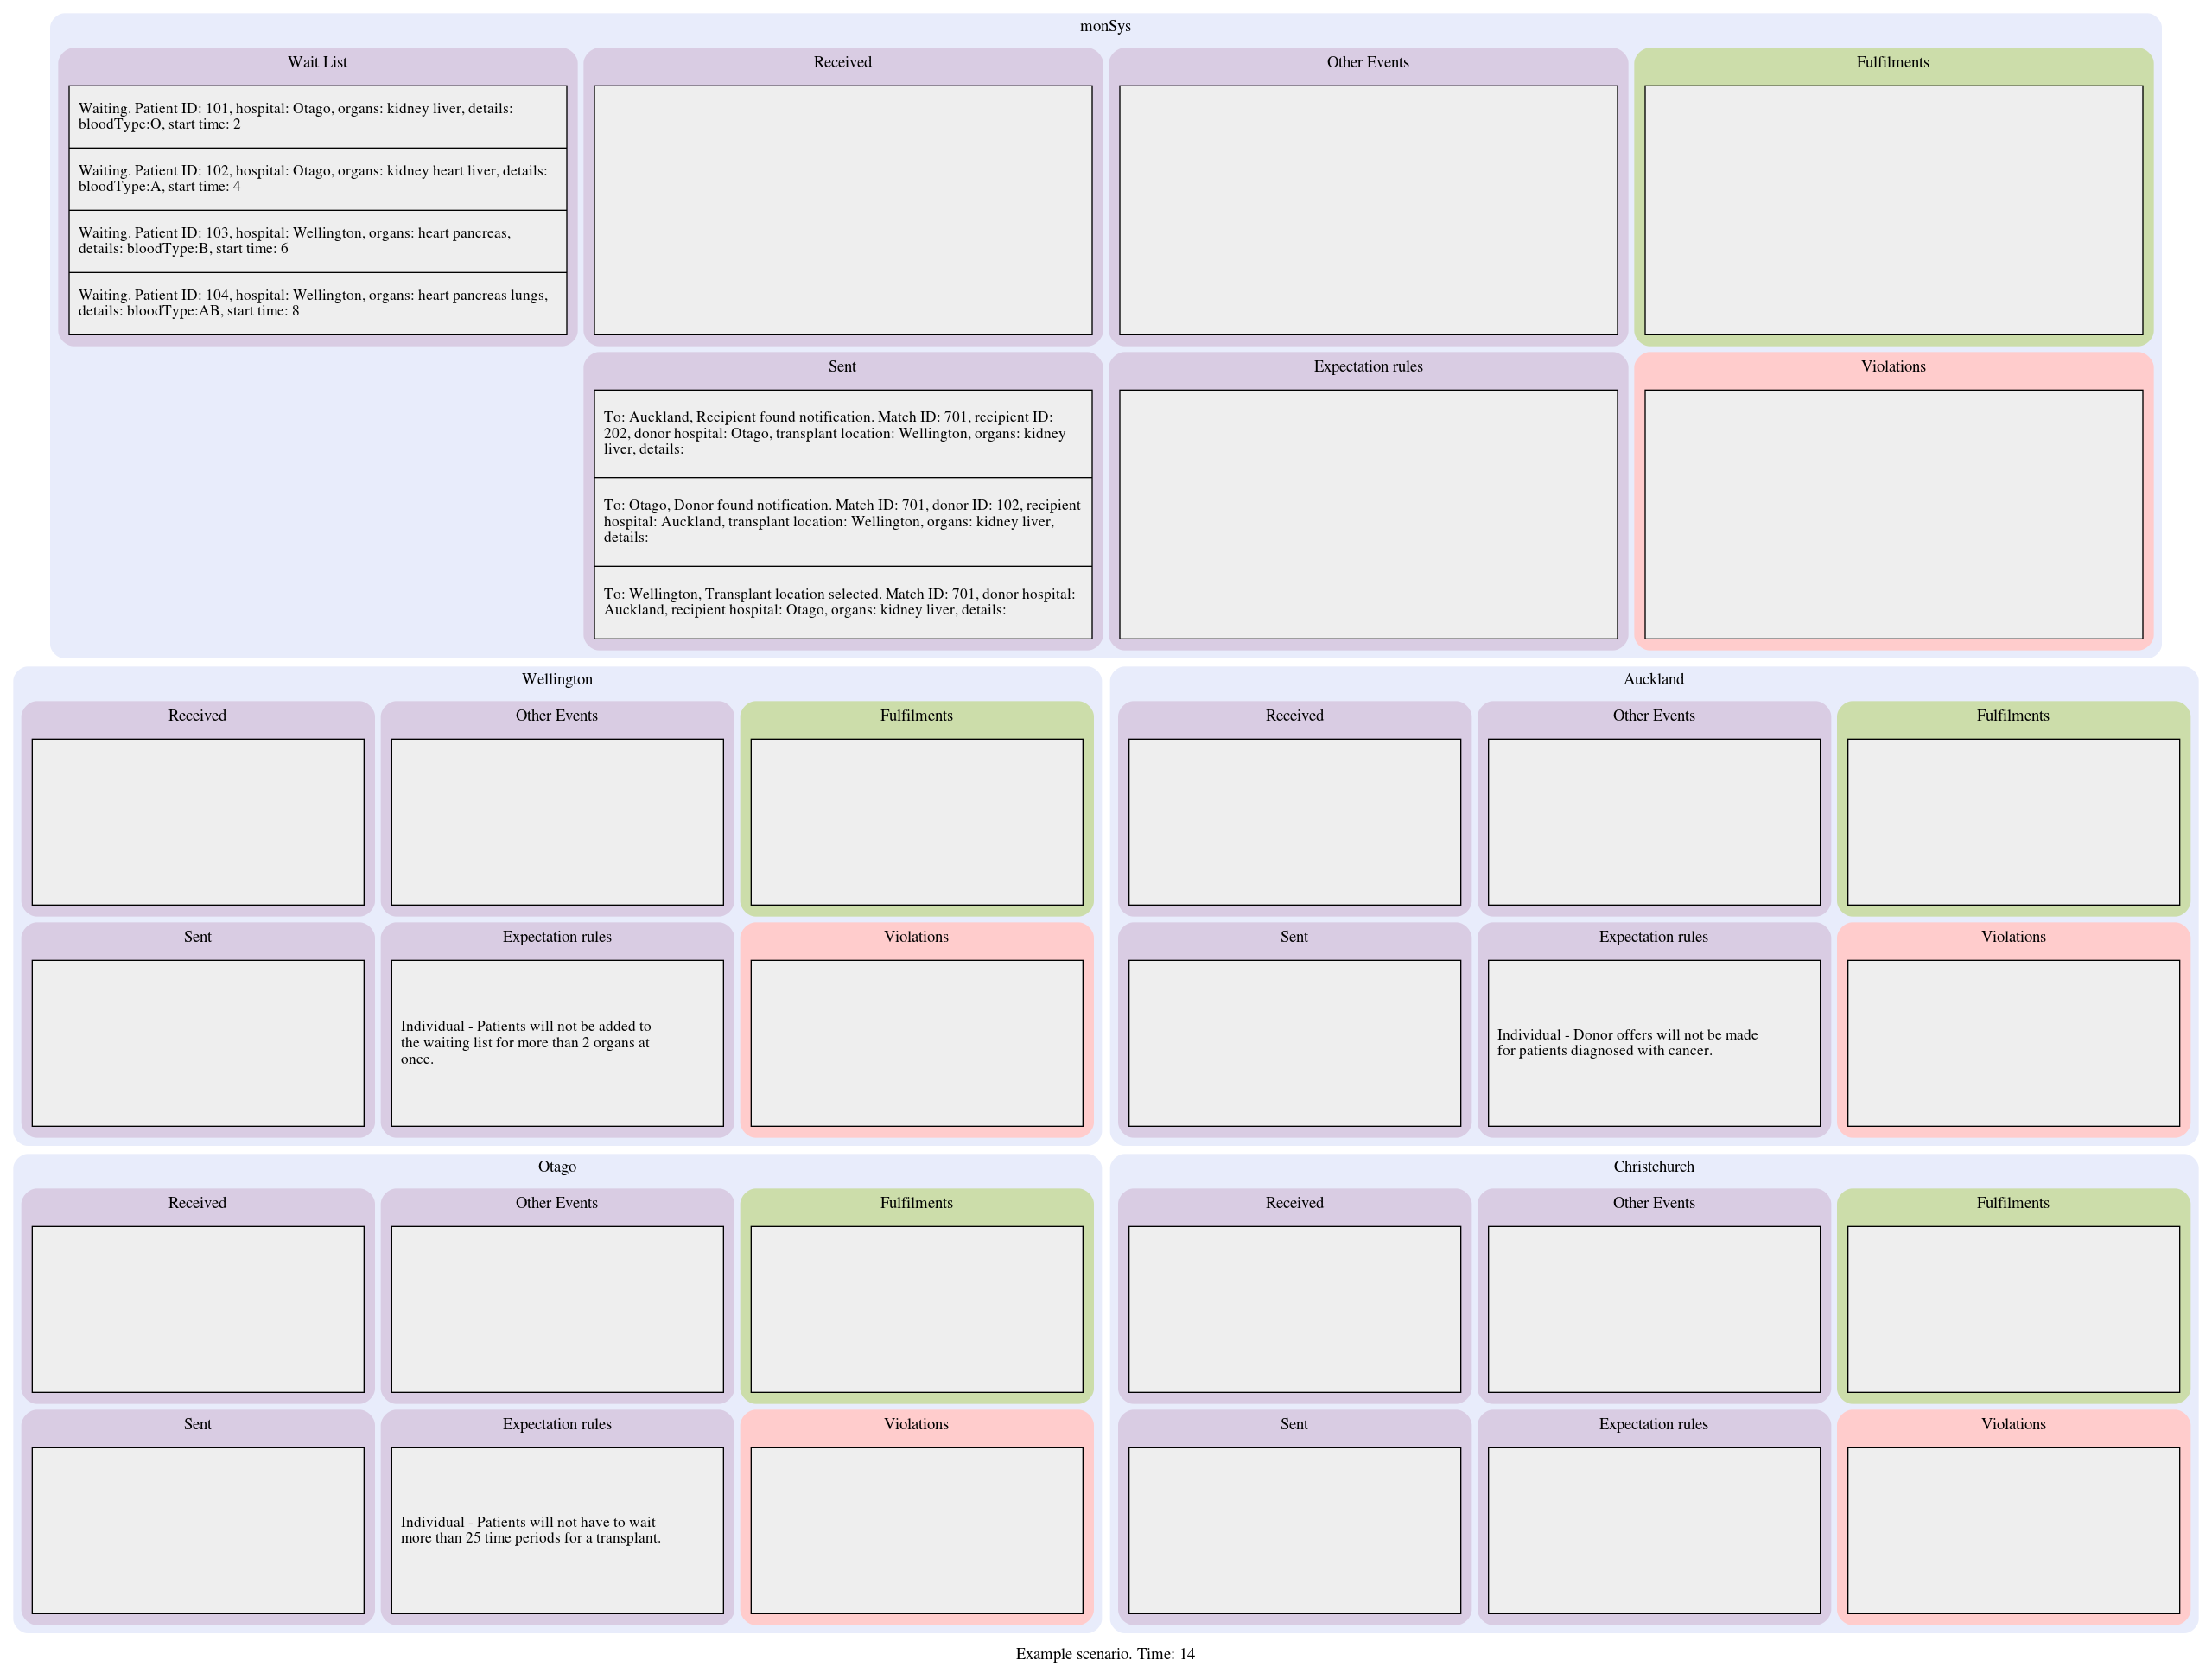 monSys
Wait List
Waiting. Patient ID: 101, hospital: Otago, organs: kidney liver, details:
bloodType:O, start time: 2
Waiting. Patient ID: 102, hospital: Otago, organs: kidney heart liver, details:
bloodType:A, start time: 4
Waiting. Patient ID: 103, hospital: Wellington, organs: heart pancreas,
details: bloodType:B, start time: 6
Waiting. Patient ID: 104, hospital: Wellington, organs: heart pancreas lungs,
details: bloodType:AB, start time: 8
Received
Other Events
Fulfilments
Sent
To: Auckland, Recipient found notification. Match ID: 701, recipient ID:
202, donor hospital: Otago, transplant location: Wellington, organs: kidney
liver, details:
To: Otago, Donor found notification. Match ID: 701, donor ID: 102, recipient
hospital: Auckland, transplant location: Wellington, organs: kidney liver,
details:
To: Wellington, Transplant location selected. Match ID: 701, donor hospital:
Auckland, recipient hospital: Otago, organs: kidney liver, details:
Expectation rules
Violations
Wellington
Received
Other Events
Fulfilments
Sent
Expectation rules
Individual - Patients will not be added to
the waiting list for more than 2 organs at
once.
Violations
Auckland
Received
Other Events
Fulfilments
Sent
Expectation rules
Individual - Donor offers will not be made
for patients diagnosed with cancer.
Violations
Otago
Received
Other Events
Fulfilments
Sent
Expectation rules
Individual - Patients will not have to wait
more than 25 time periods for a transplant.
Violations
Christchurch
Received
Other Events
Fulfilments
Sent
Expectation rules
Violations
Example scenario. Time: 14